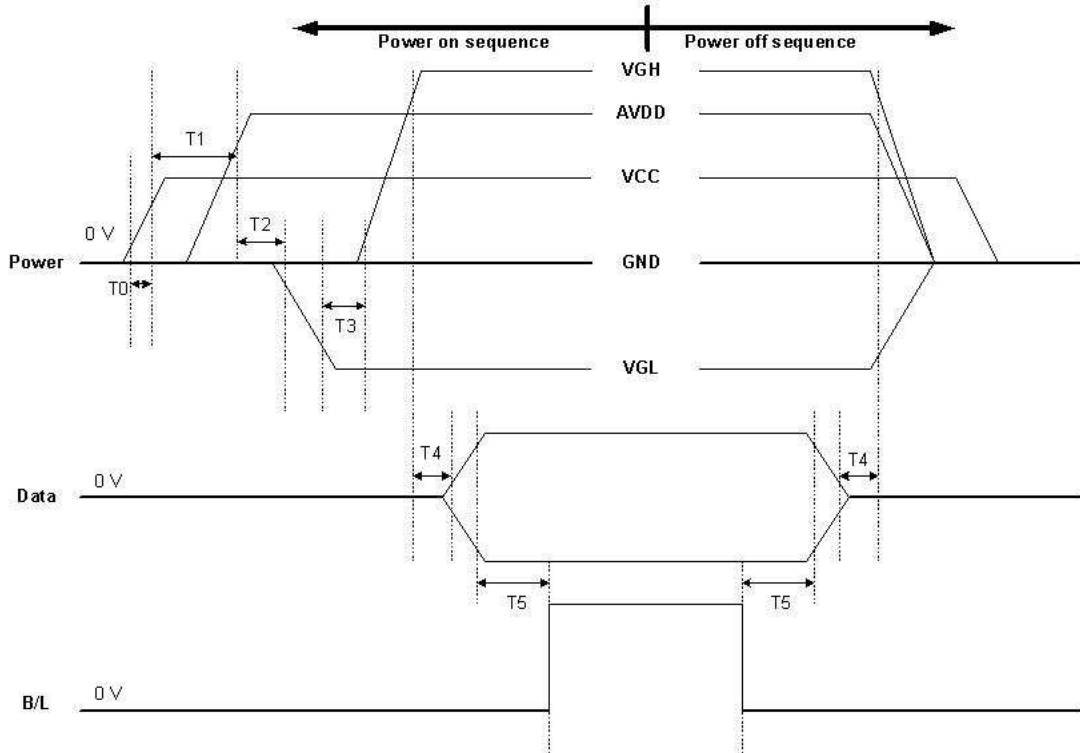 Power on sequence Power off sequence
VGH
AVDD
T1
VCC
T2
0 V
Power GND
T0
T3
VGL
T4 T4
0 V
Data
T5 T5
0 V
B/L